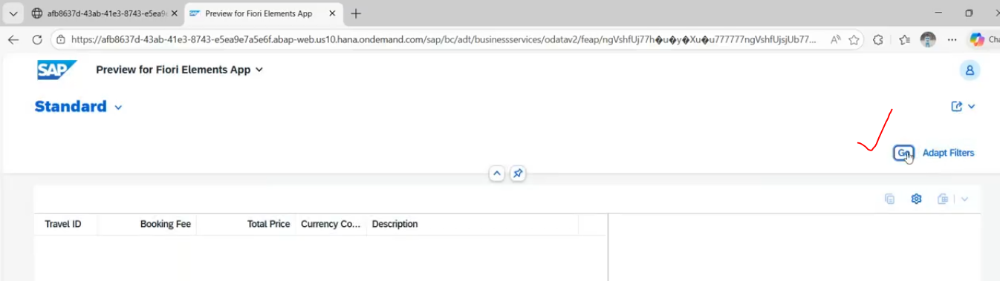 afb8637d-43ab-41e3-8743-e5ea9
Preview for Fiori Elements App
https://afb8637d-43ab-41e3-8743-e5ea9e7a5e6f.abap-web.us10.hana.ondemand.com/sap/bc/adt/businessservices/odatav2/feap/ngVshfUj77h�u�y�Xu�u777777ngVshfUjsjUb77...
Cha
SAP Preview for Fiori Elements App
Standard
Go Adapt Filters
Travel ID Booking Fee Total Price Currency Co... Description